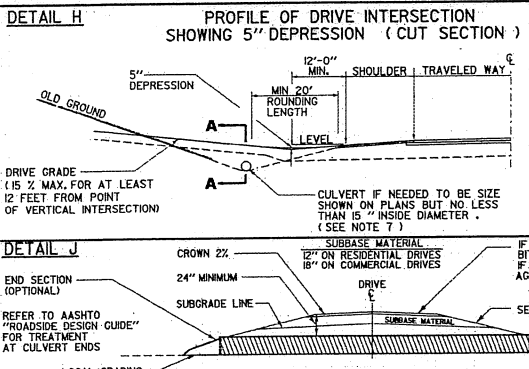 DETAIL H
PROFILE OF DRIVE INTERSECTION
SHOWING 5" DEPRESSION ( CUT SECTION )
℄
12'-0"
MIN.
SHOULDER
TRAVELED WAY
5"
DEPRESSION
MIN 20'
ROUNDING
LENGTH
OLD GROUND
A
LEVEL
A
DRIVE GRADE
(15 % MAX. FOR AT LEAST
12 FEET FROM POINT
OF VERTICAL INTERSECTION)
CULVERT IF NEEDED TO BE SIZE
SHOWN ON PLANS BUT NO LESS
THAN 15 " INSIDE DIAMETER .
( SEE NOTE 7 )
DETAIL J
CROWN 2%
SUBBASE MATERIAL
12" ON RESIDENTIAL DRIVES
18" ON COMMERCIAL DRIVES
IF
BI
IF
AG
END SECTION
(OPTIONAL)
24" MINIMUM
DRIVE
℄
SUBGRADE LINE
SUBBASE MATERIAL
SE
REFER TO AASHTO
"ROADSIDE DESIGN GUIDE"
FOR TREATMENT
AT CULVERT ENDS